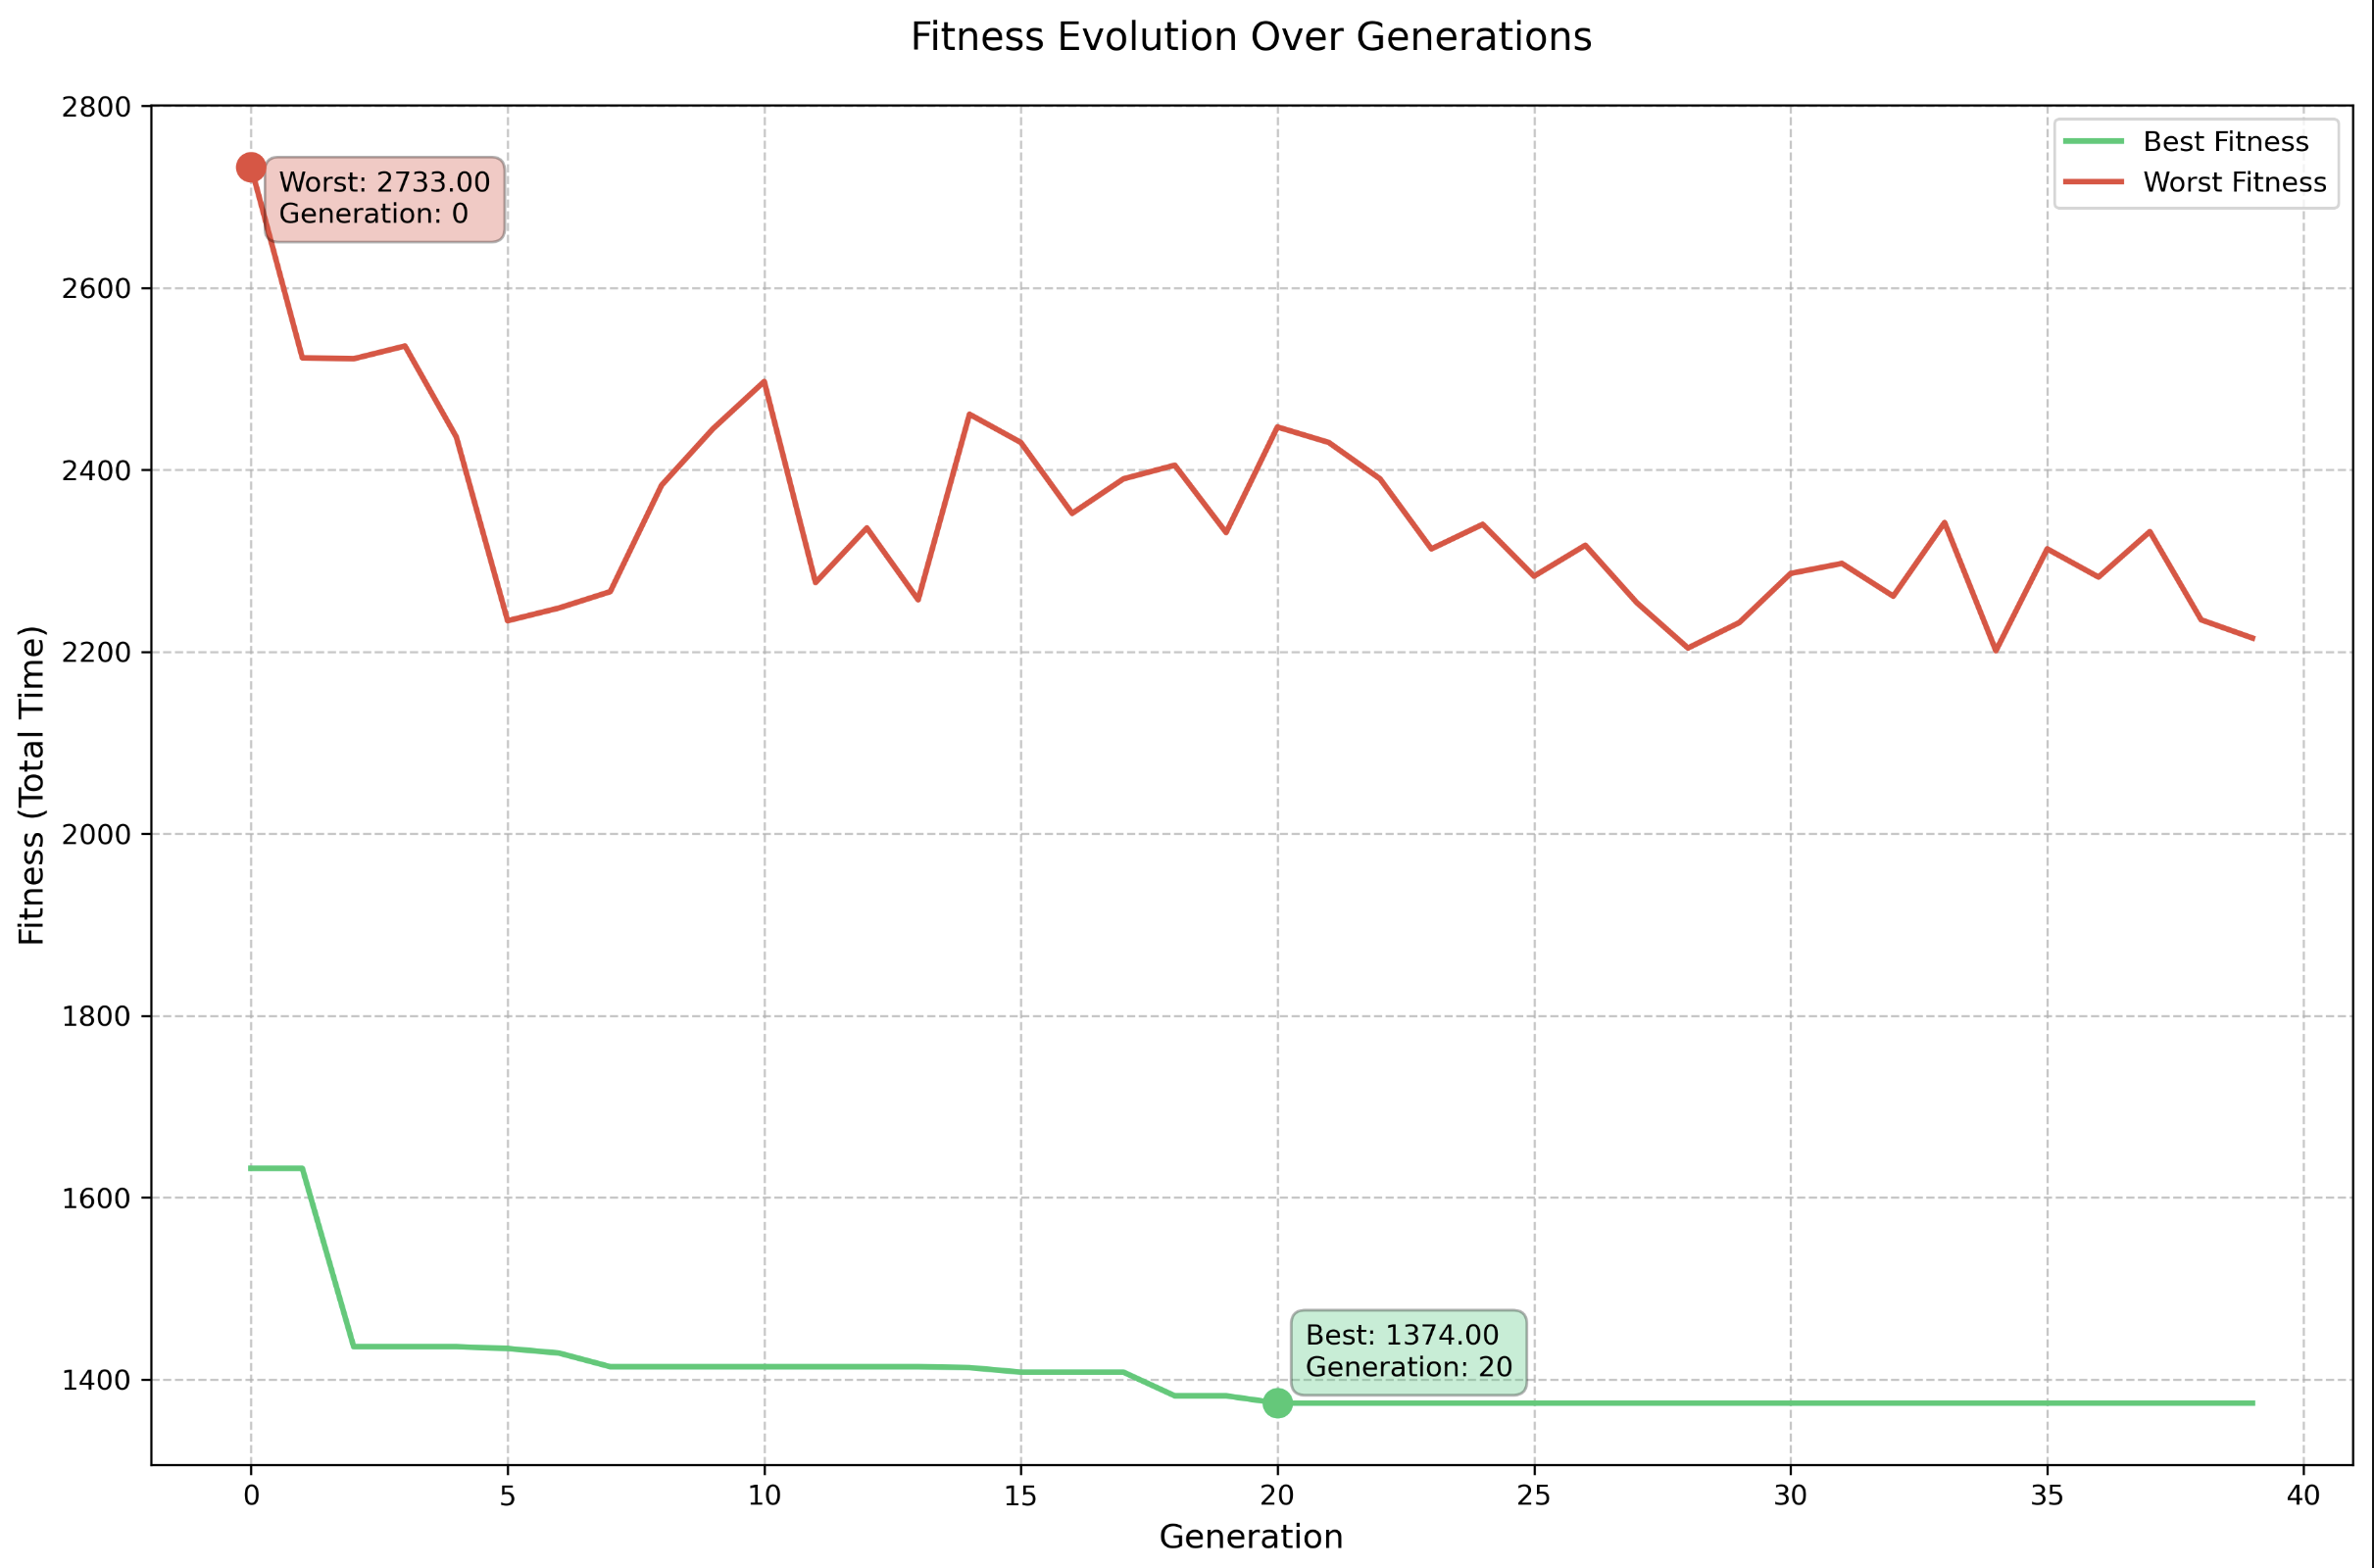 Fitness Evolution Over Generations
2800
2600
2400
2200
2000
1800
1600
1400
Fitness (Total Time)
Worst: 2733.00
Generation: 0
Best Fitness
Worst Fitness
Best: 1374.00
Generation: 20
0 5 10 15 20 25 30 35 40
Generation